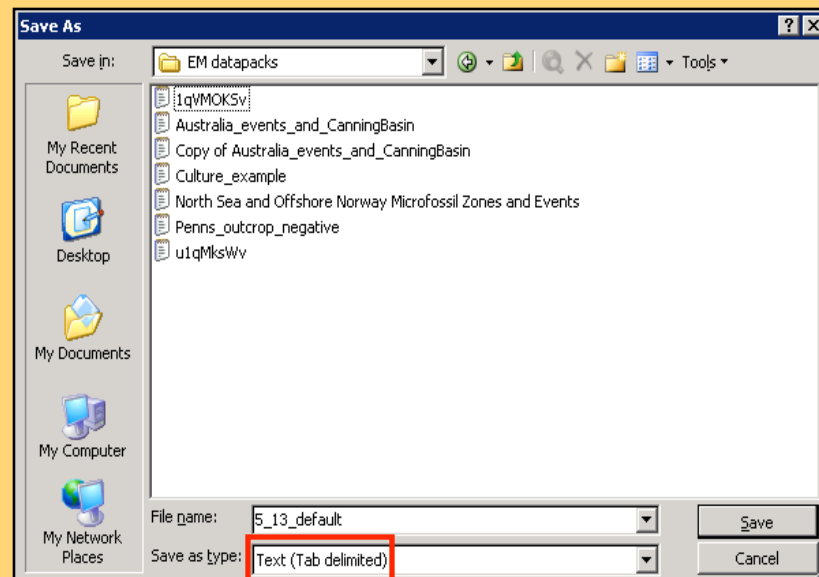 Save As
Save in:
EM datapacks
Tools
1qVMOKSv
Australia_events_and_CanningBasin
Copy of Australia_events_and_CanningBasin
Culture_example
North Sea and Offshore Norway Microfossil Zones and Events
Penns_outcrop_negative
u1qMksWv
My Recent
Documents
Desktop
My Documents
My Computer
My Network
Places
File name:
5_13_default
Save
Save as type:
Text (Tab delimited)
Cancel